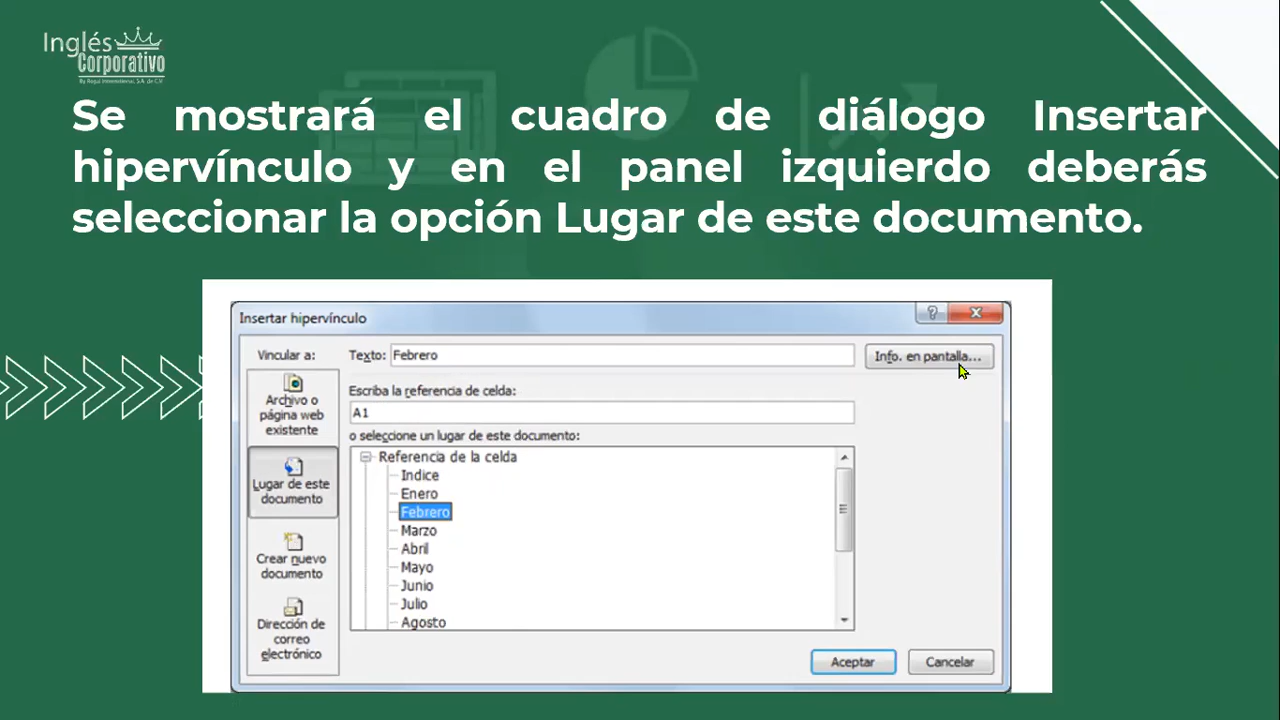 Inglés
Corporativo
Se mostrará el cuadro de diálogo Insertar
hipervínculo y en el panel izquierdo deberás
seleccionar la opción Lugar de este documento.
Insertar hipervínculo
Vincular a:
Texto: Febrero
Info. en pantalla...
Archivo o
página web
existente
Lugar de este
documento
Crear nuevo
documento
Dirección de
correo
electrónico
Escriba la referencia de celda:
A1
o seleccione un lugar de este documento:
Referencia de la celda
Indice
Enero
Febrero
Marzo
Abril
Mayo
Junio
Julio
Agosto
Aceptar
Cancelar